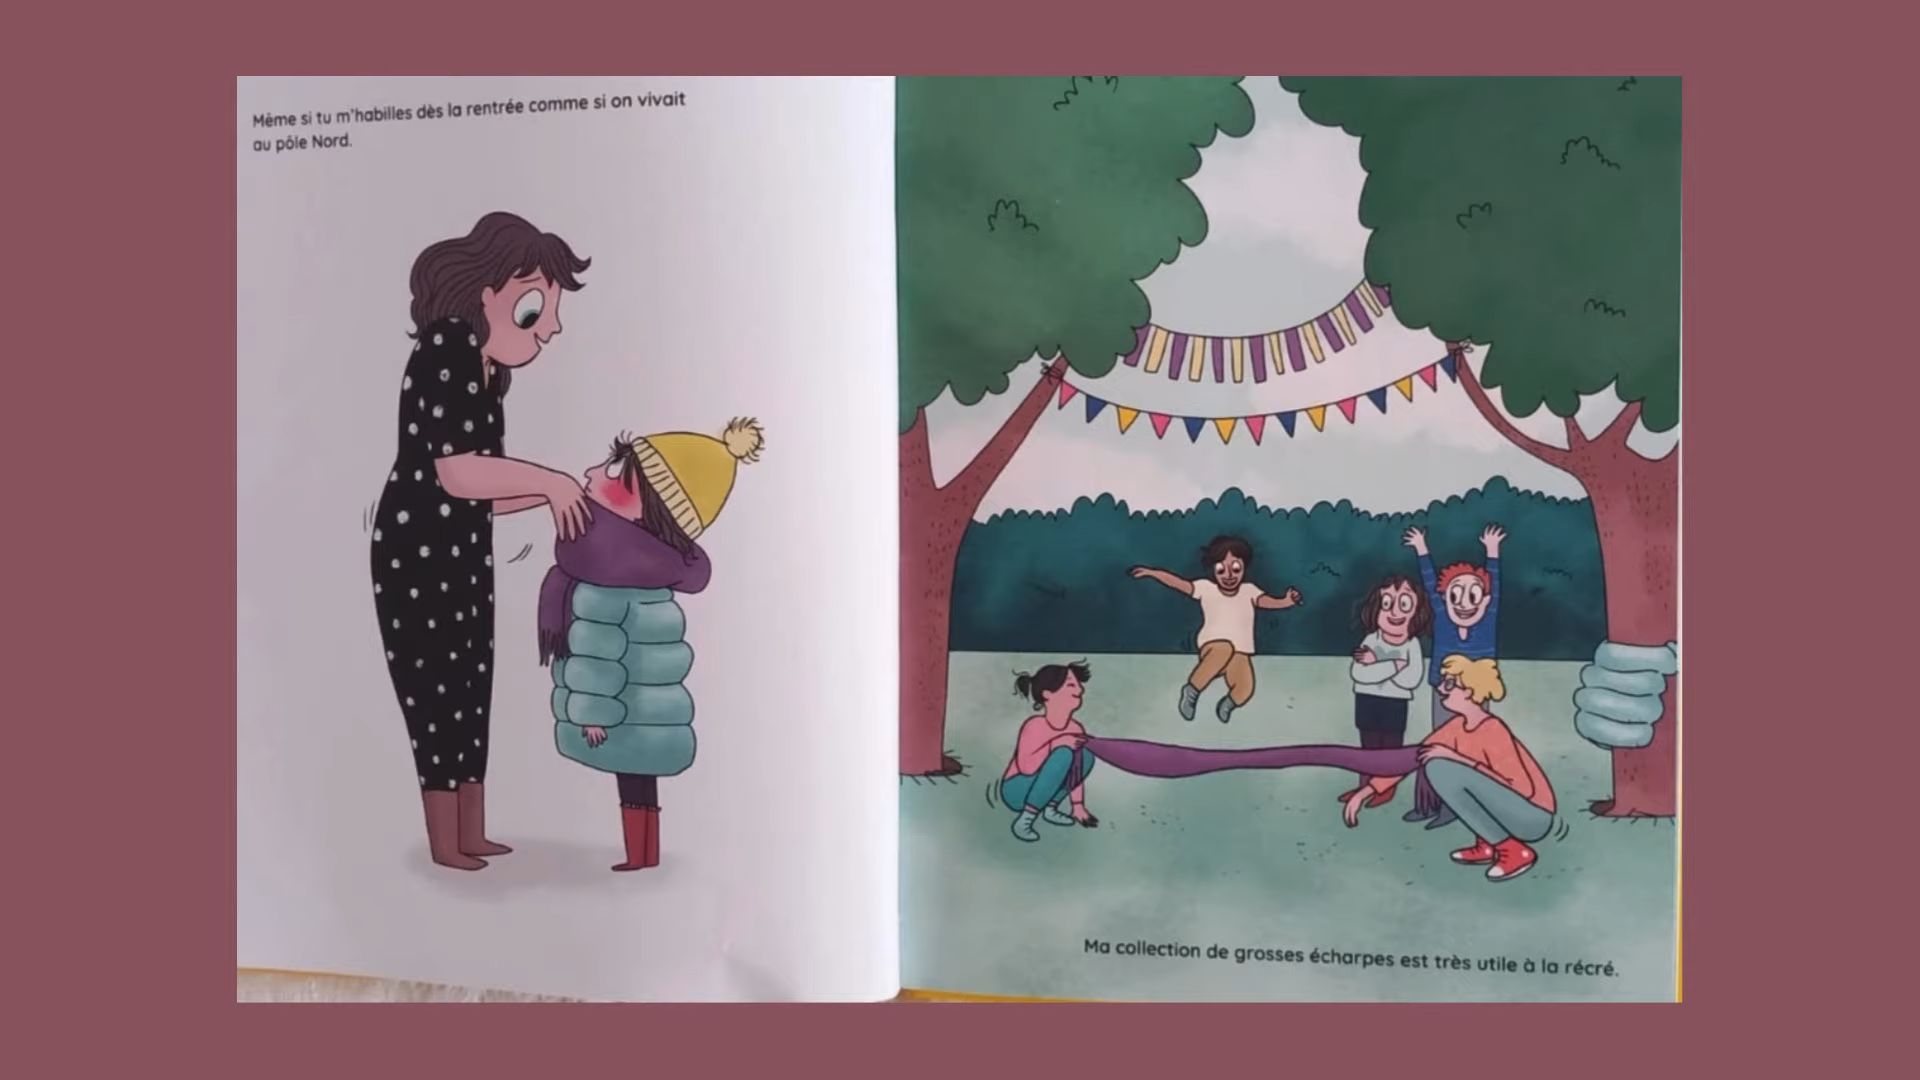 Même si tu m'habilles dès la rentrée comme si on vivait
au pôle Nord.
Ma collection de grosses écharpes est très utile à la récré.